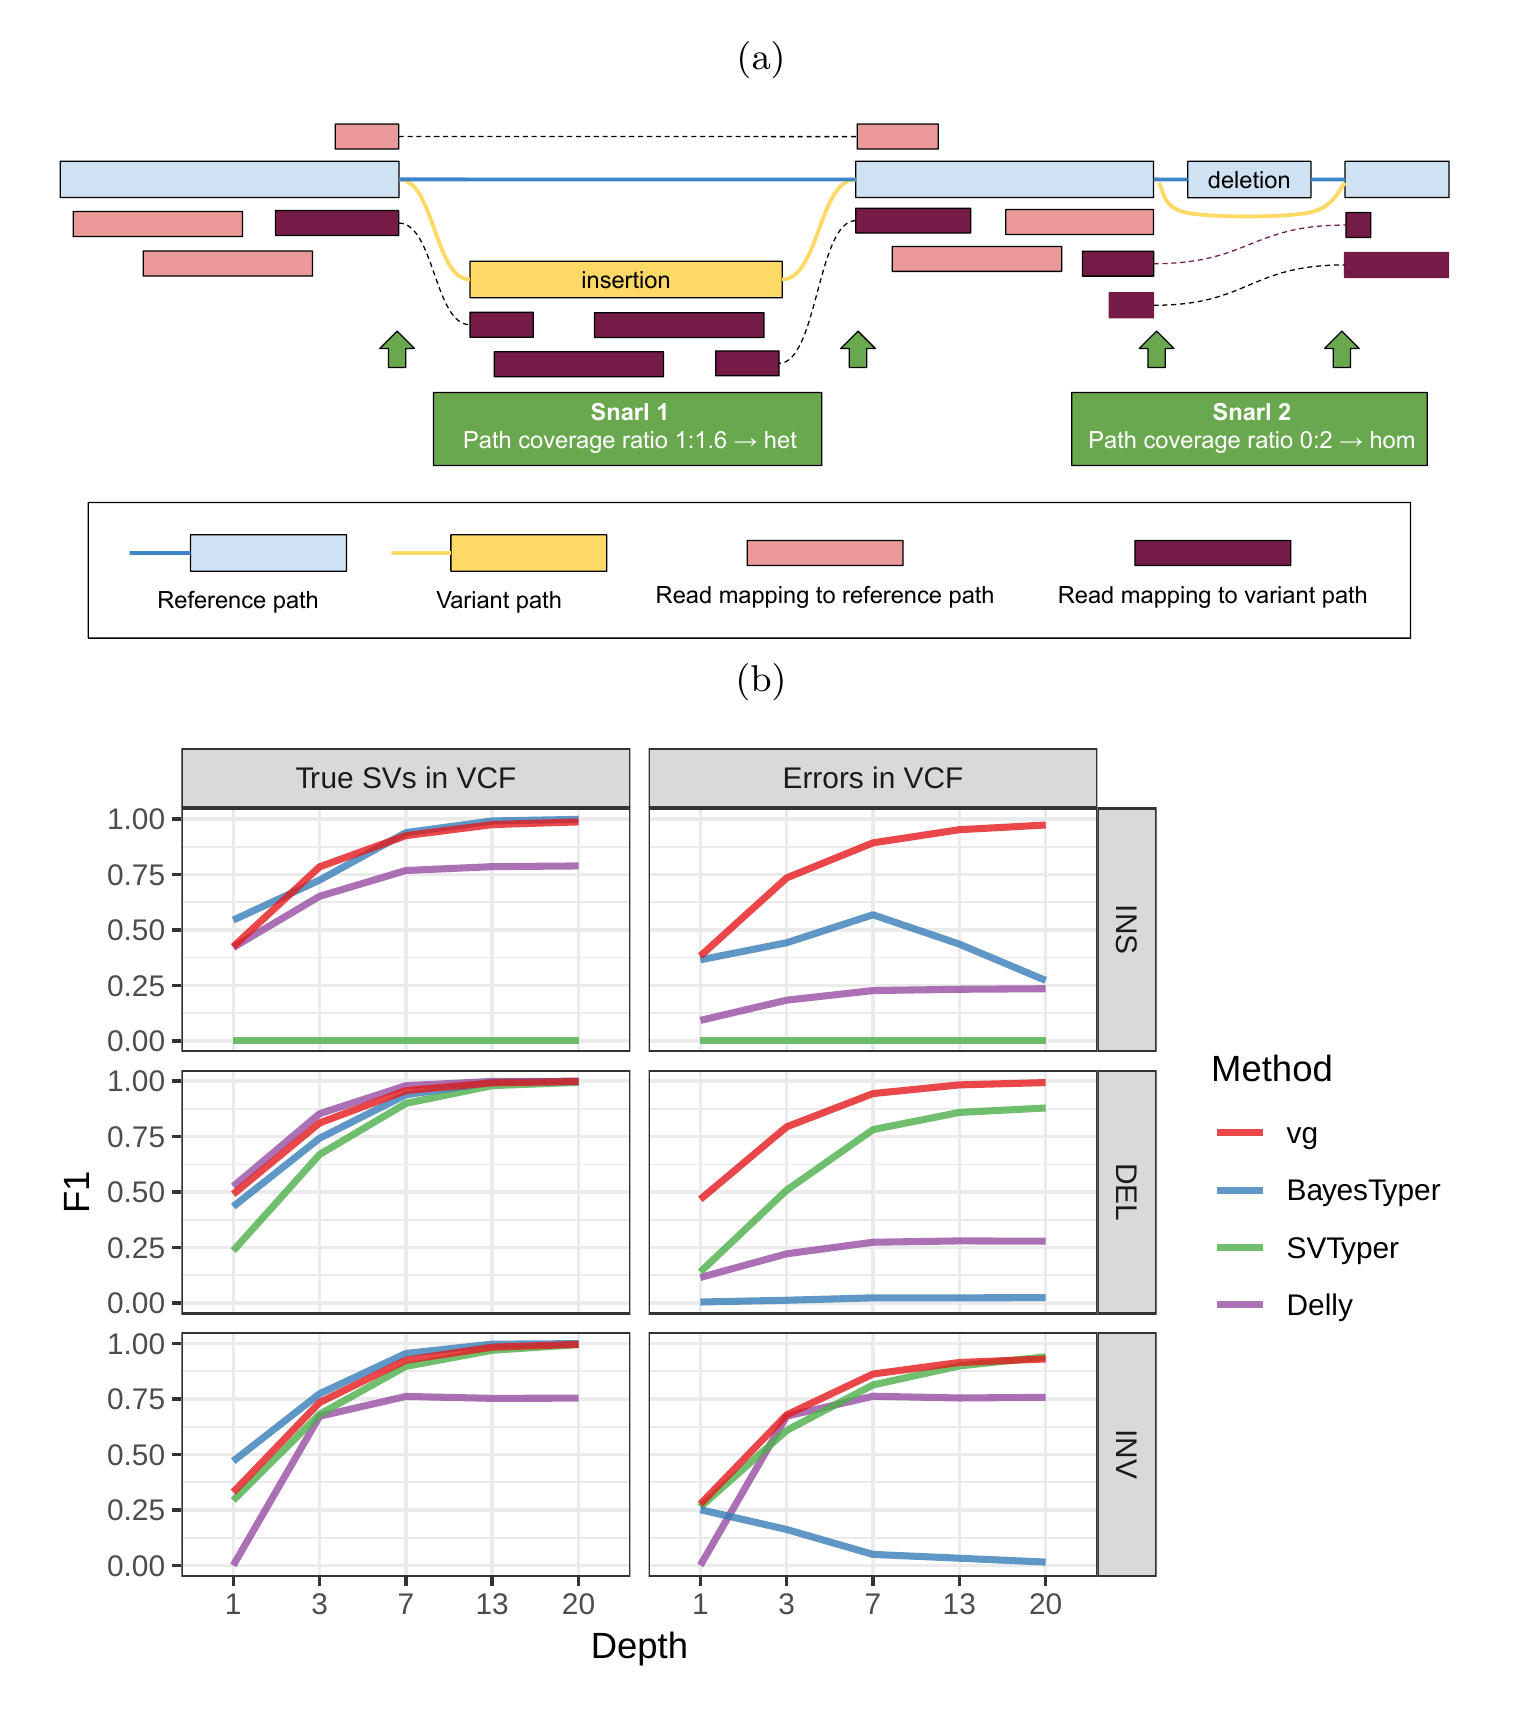 (a)
deletion
insertion
Snarl 1
Path coverage ratio 1:1.6 → het
Snarl 2
Path coverage ratio 0:2 → hom
Reference path
Variant path
Read mapping to reference path
Read mapping to variant path
(b)
True SVs in VCF
Errors in VCF
1.00
0.75
0.50
0.25
0.00
INS
1.00
0.75
0.50
0.25
0.00
DEL
1.00
0.75
0.50
0.25
0.00
INV
F1
1 3 7 13 20
1 3 7 13 20
Depth
Method
vg
BayesTyper
SVTyper
Delly